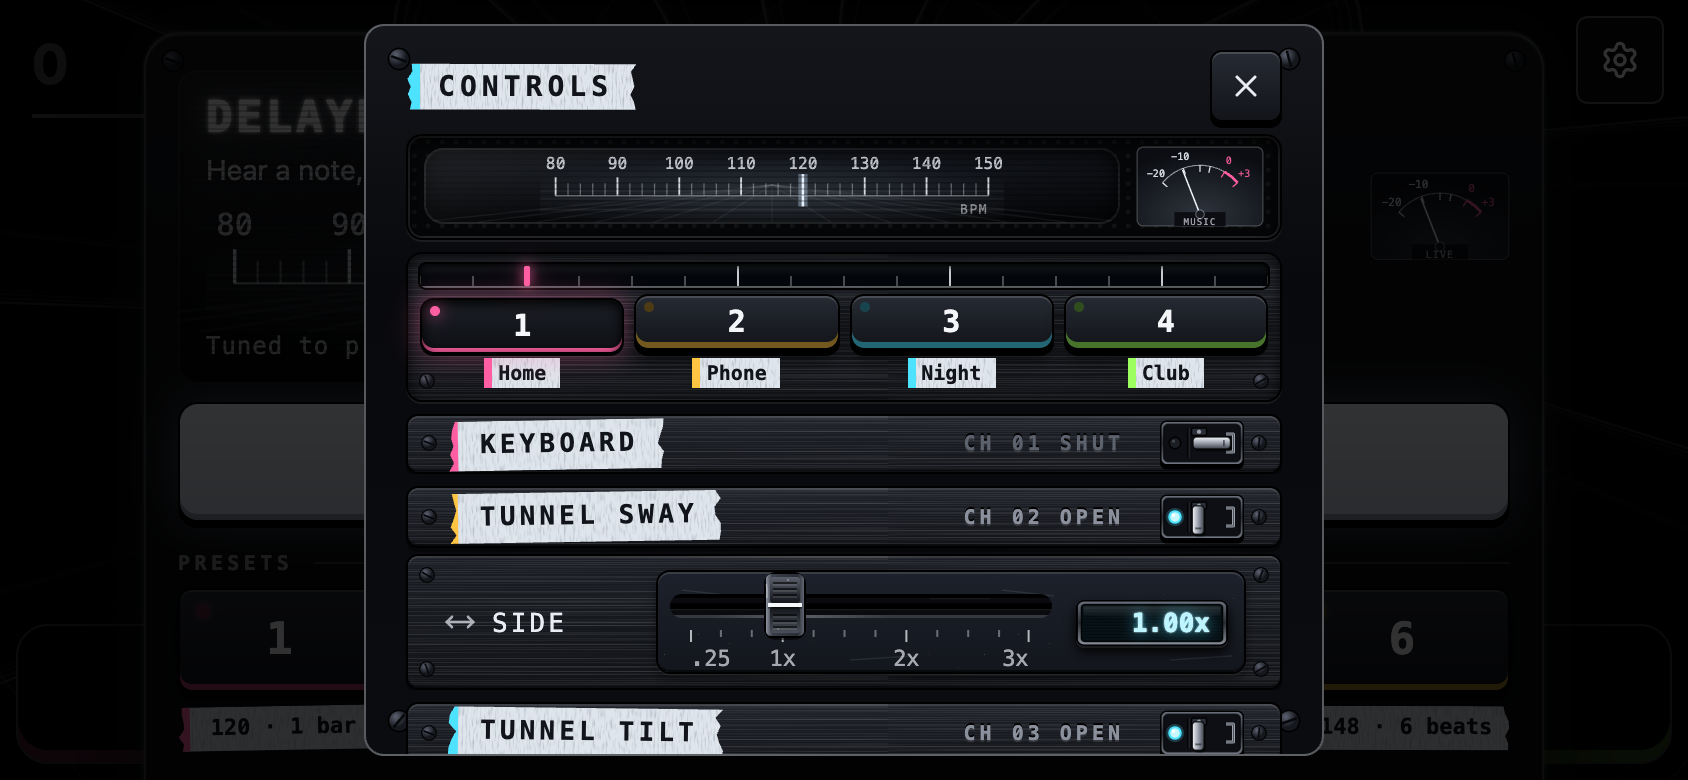 0
CONTROLS
DELAY
Hear a note,
80 90 100 110 120 130 140 150
BPM
-20 -10 0 +3
MUSIC
80 90
-20 -10 0 +3
LIVE
Tuned to p
1 2 3 4
Home Phone Night Club
KEYBOARD CH 01 SHUT
TUNNEL SWAY CH 02 OPEN
PRESETS
SIDE 1.00x
.25 1x 2x 3x
1 6
TUNNEL TILT CH 03 OPEN
120 · 1 bar
148 · 6 beats